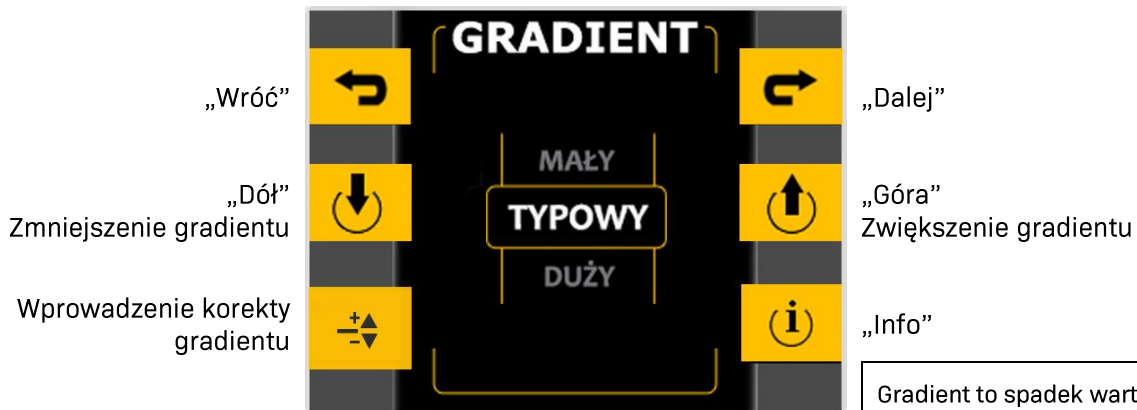 GRADIENT
„Wróć”
„Dalej”
MAŁY
„Dół”
Zmniejszenie gradientu
TYPOWY
„Góra”
Zwiększenie gradientu
DUŻY
Wprowadzenie korekty
gradientu
i
„Info”
Gradient to spadek